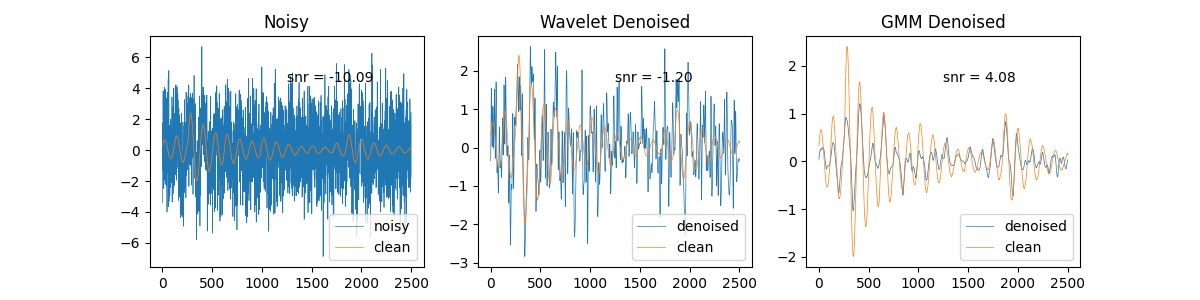 Noisy
6
4
2
0
−2
−4
−6
snr = -10.09
noisy
clean
0 500 1000 1500 2000 2500
Wavelet Denoised
2
1
0
−1
−2
−3
snr = -1.20
denoised
clean
0 500 1000 1500 2000 2500
GMM Denoised
2
1
0
−1
−2
snr = 4.08
denoised
clean
0 500 1000 1500 2000 2500